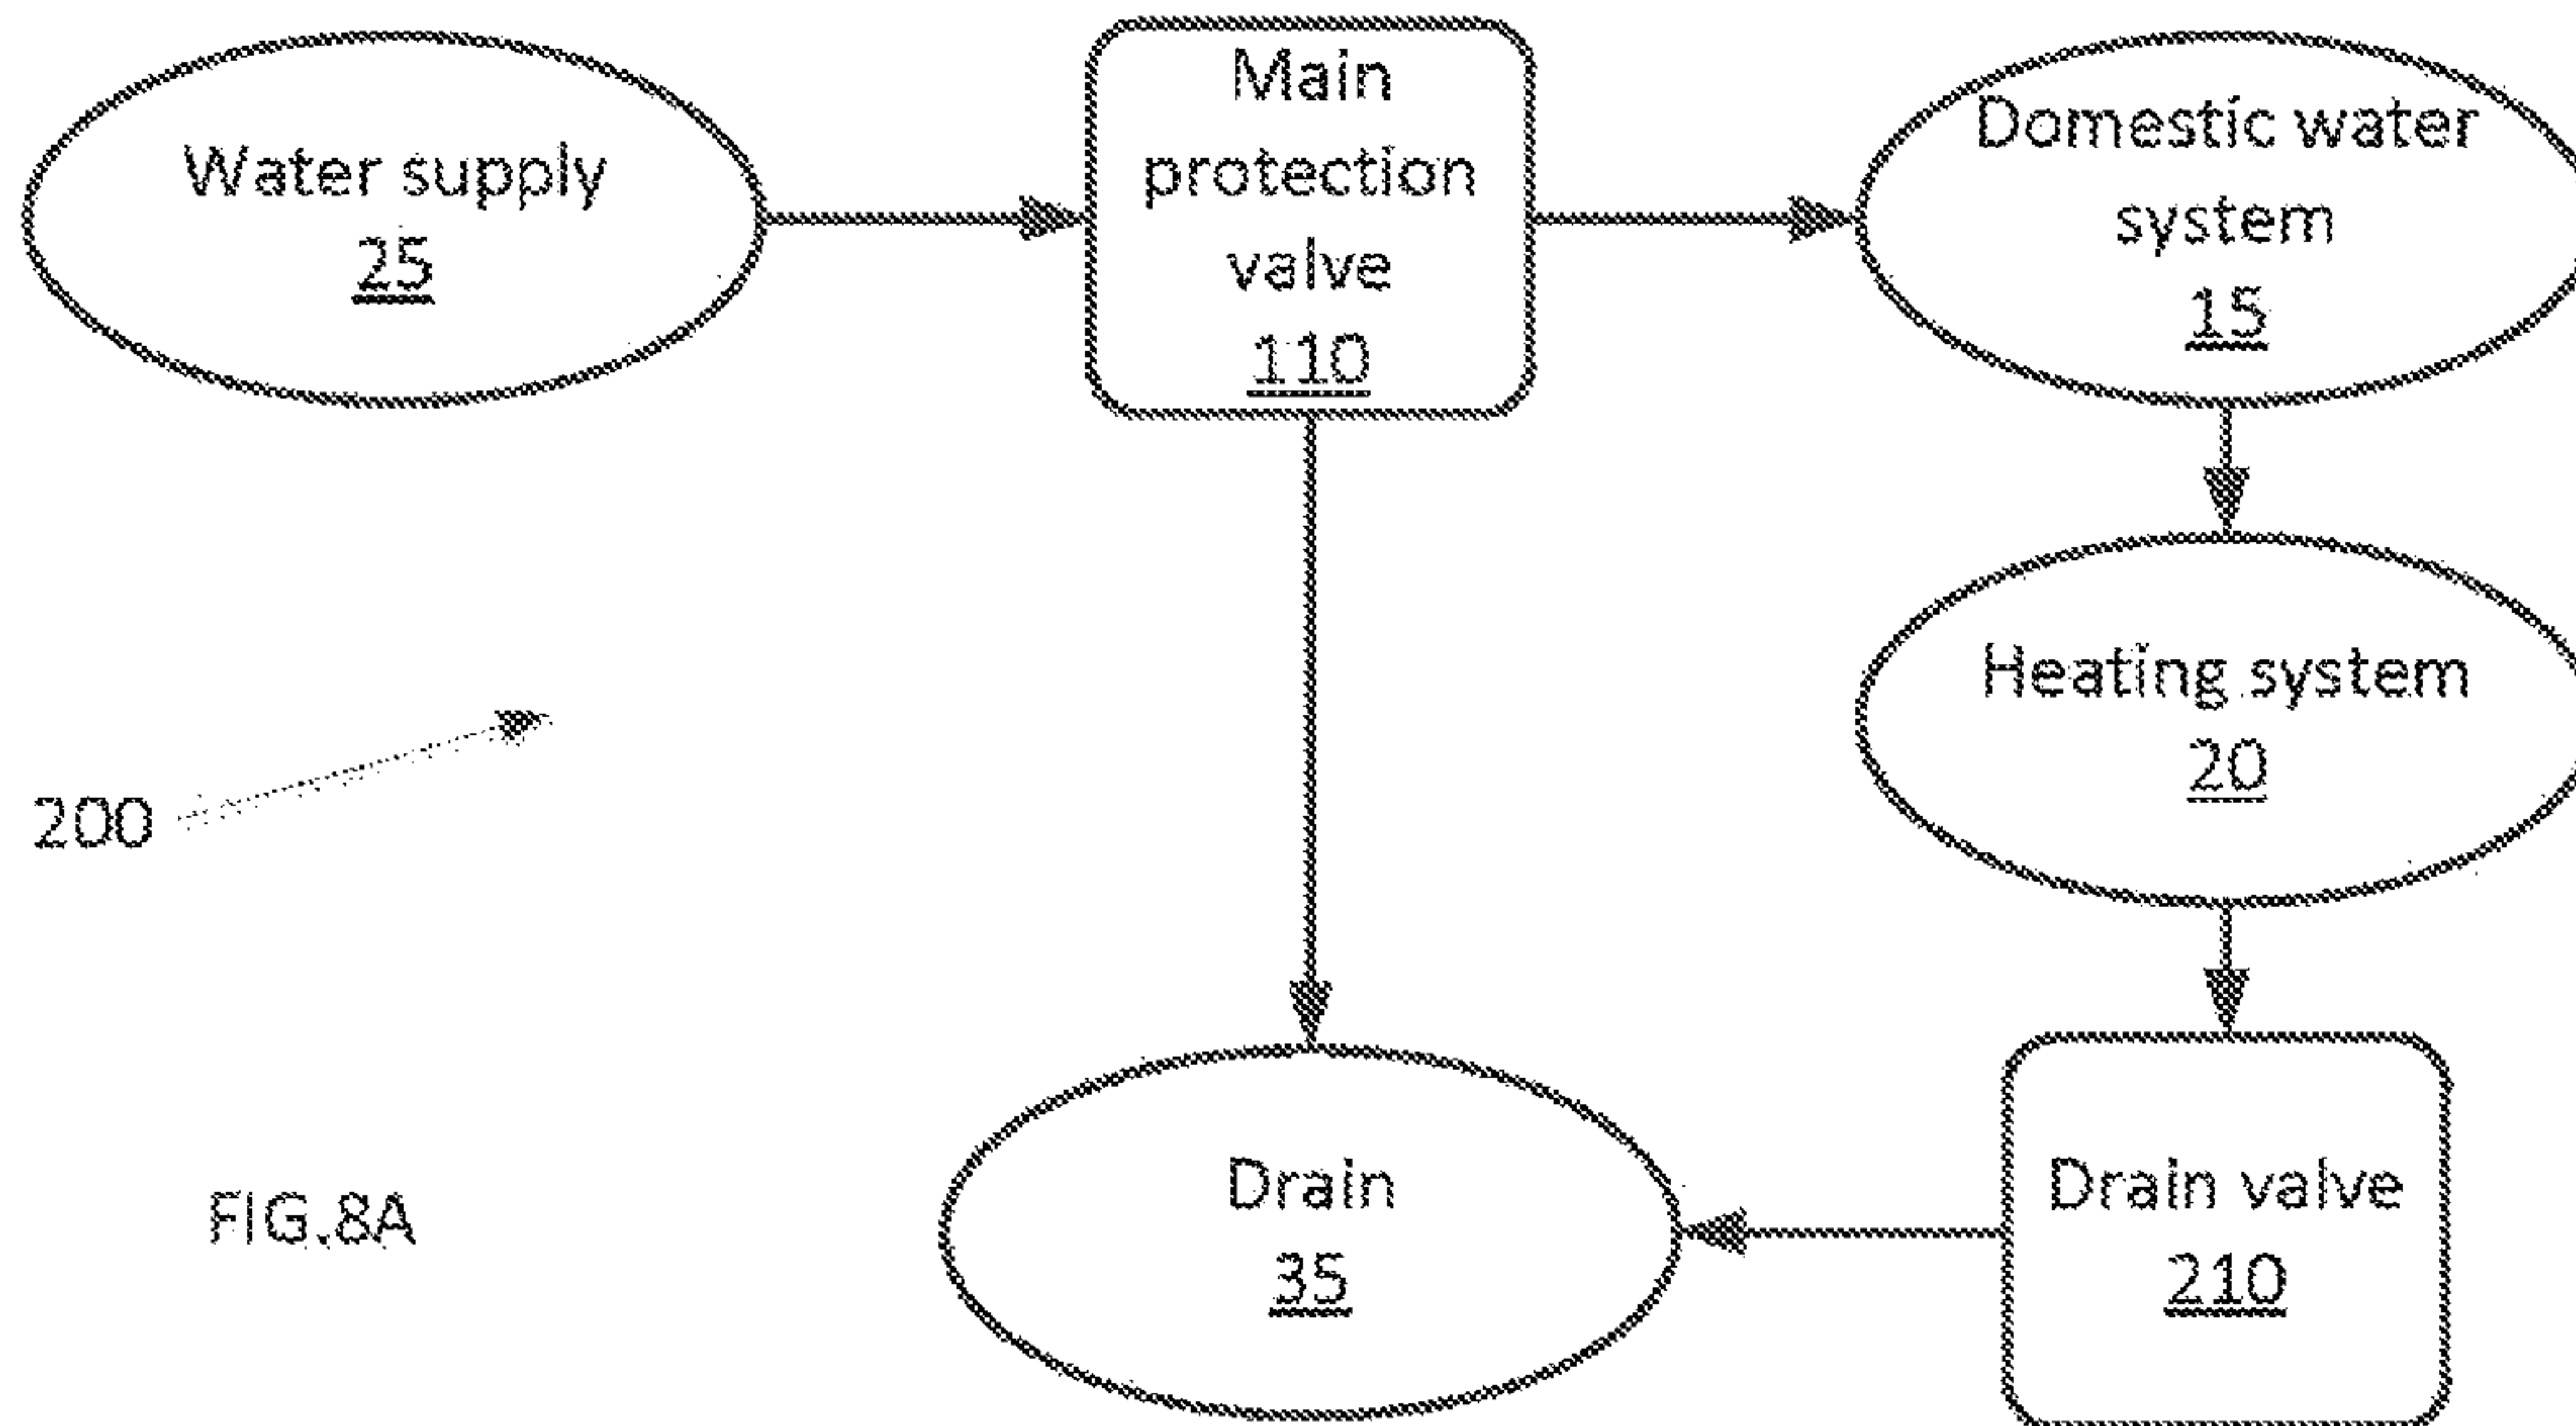 Water supply
25
Main
protection
valve
110
Domestic water
system
15
Heating system
20
200
Drain
35
Drain valve
210
FIG.8A